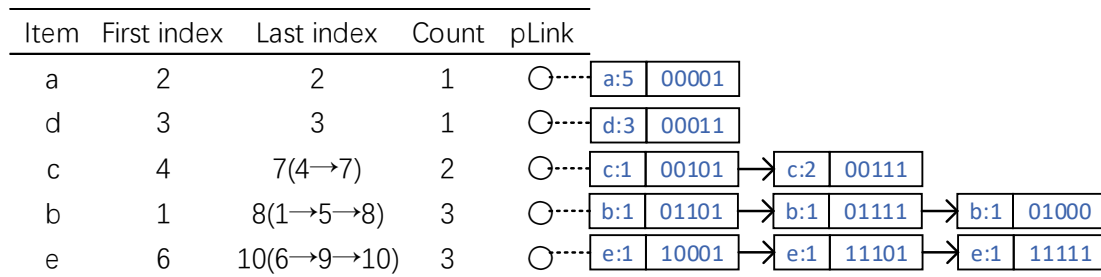 Item First index Last index Count pLink
a 2 2 1 a:5 00001
d 3 3 1 d:3 00011
c 4 7(4→7) 2 c:1 00101 c:2 00111
b 1 8(1→5→8) 3 b:1 01101 b:1 01111 b:1 01000
e 6 10(6→9→10) 3 e:1 10001 e:1 11101 e:1 11111